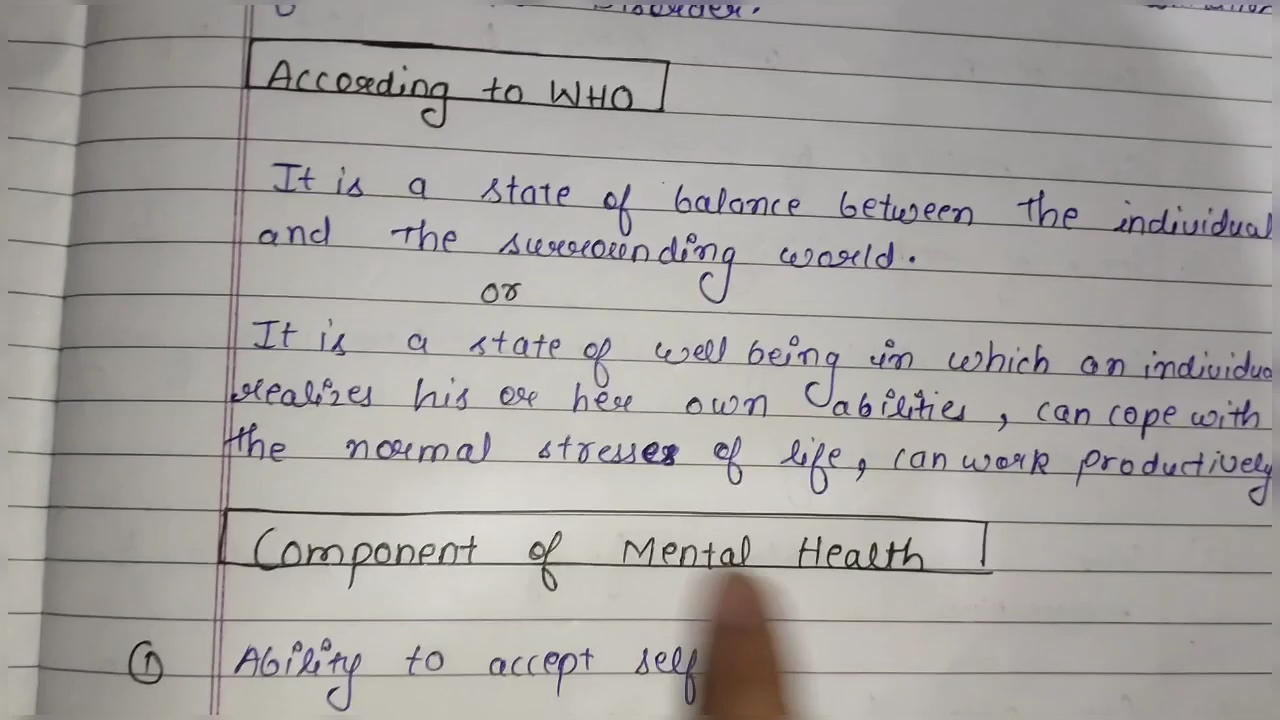 Disorder.
According to WHO
It is a state of balance between the individual
and the surrounding world.
or
It is a state of well being in which an individua
realizes his or her own abilities, can cope with
the normal stresses of life, can work productively
Component of Mental Health
① Ability to accept self